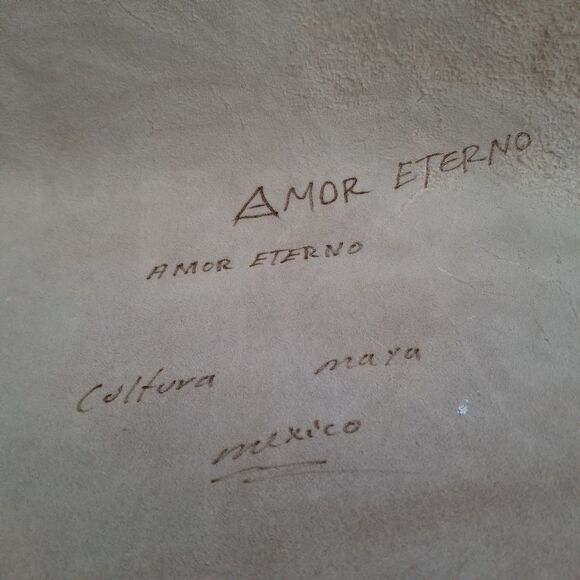 AMOR ETERNO
AMOR ETERNO
Cultura maya
mexico